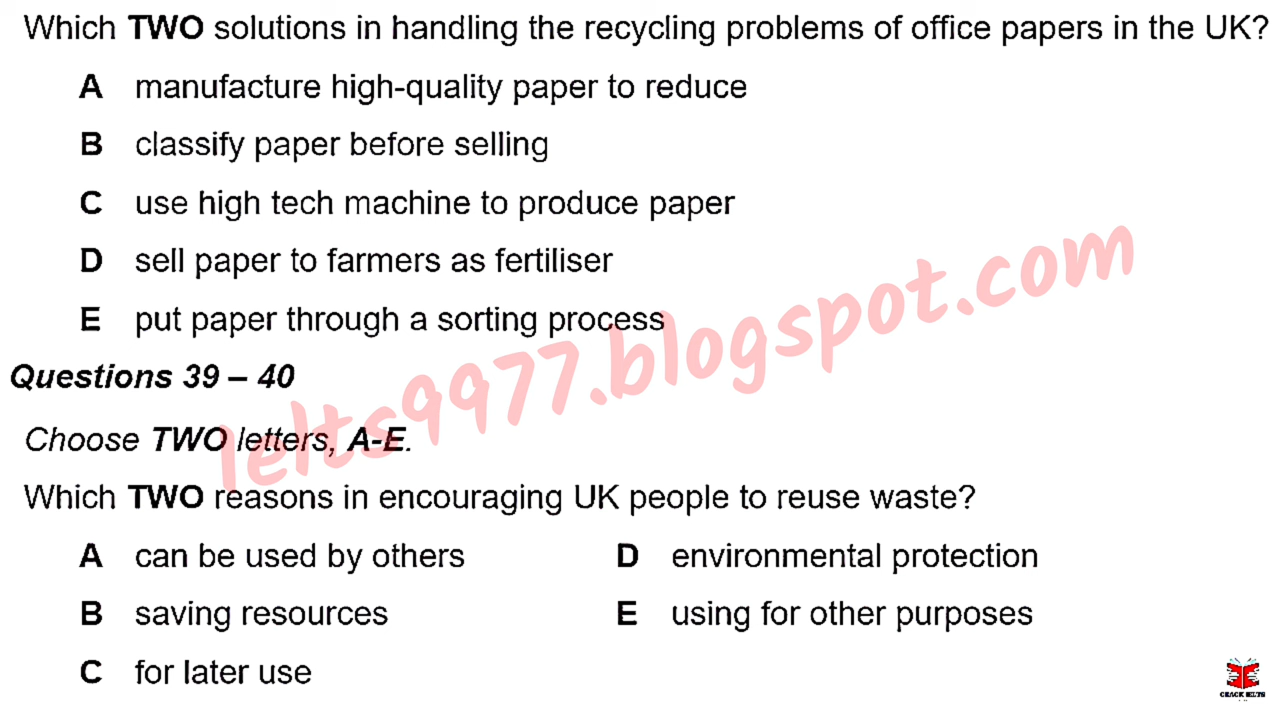 Which TWO solutions in handling the recycling problems of office papers in the UK?
A manufacture high-quality paper to reduce
B classify paper before selling
C use high tech machine to produce paper
D sell paper to farmers as fertiliser
E put paper through a sorting process
Questions 39 – 40
Choose TWO letters, A-E.
Which TWO reasons in encouraging UK people to reuse waste?
A can be used by others
D environmental protection
B saving resources
E using for other purposes
C for later use
Ielts9977.blogspot.com
CRACK IELTS